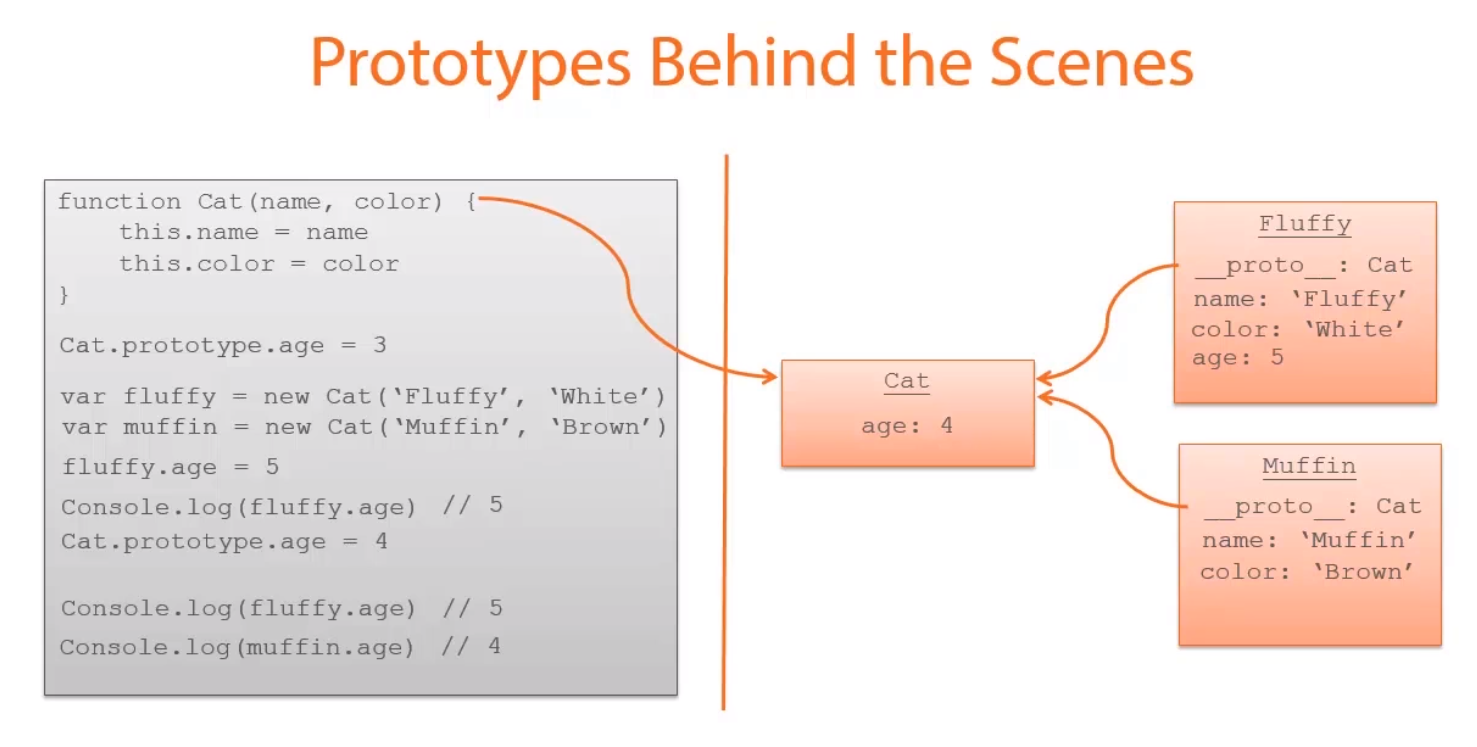 Prototypes Behind the Scenes
function Cat(name, color) {
this.name = name
this.color = color
}
Cat.prototype.age = 3
var fluffy = new Cat(‘Fluffy’, ‘White’)
var muffin = new Cat(‘Muffin’, ‘Brown’)
fluffy.age = 5
Console.log(fluffy.age) // 5
Cat.prototype.age = 4
Console.log(fluffy.age) // 5
Console.log(muffin.age) // 4
Cat
age: 4
Fluffy
__proto__: Cat
name: ‘Fluffy’
color: ‘White’
age: 5
Muffin
__proto__: Cat
name: ‘Muffin’
color: ‘Brown’